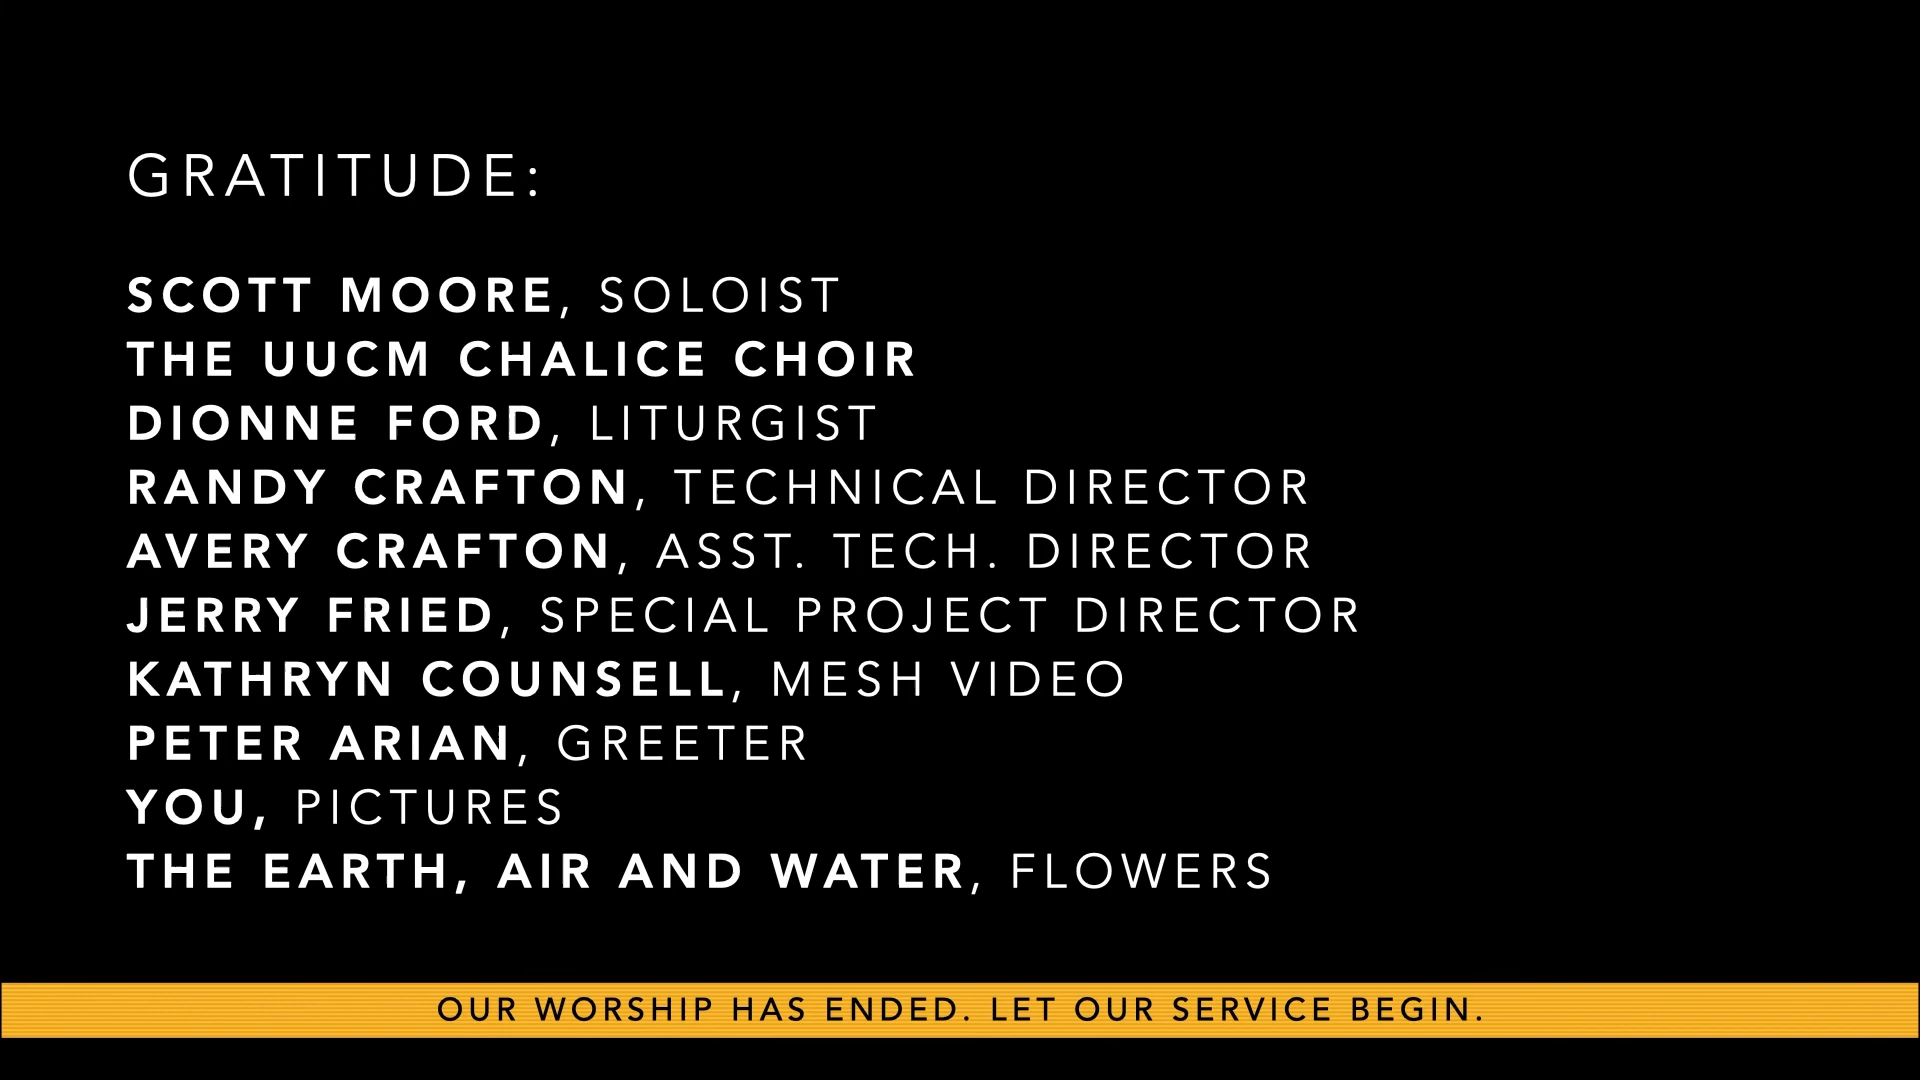 GRATITUDE:
SCOTT MOORE, SOLOIST
THE UUCM CHALICE CHOIR
DIONNE FORD, LITURGIST
RANDY CRAFTON, TECHNICAL DIRECTOR
AVERY CRAFTON, ASST. TECH. DIRECTOR
JERRY FRIED, SPECIAL PROJECT DIRECTOR
KATHRYN COUNSELL, MESH VIDEO
PETER ARIAN, GREETER
YOU, PICTURES
THE EARTH, AIR AND WATER, FLOWERS
OUR WORSHIP HAS ENDED. LET OUR SERVICE BEGIN.